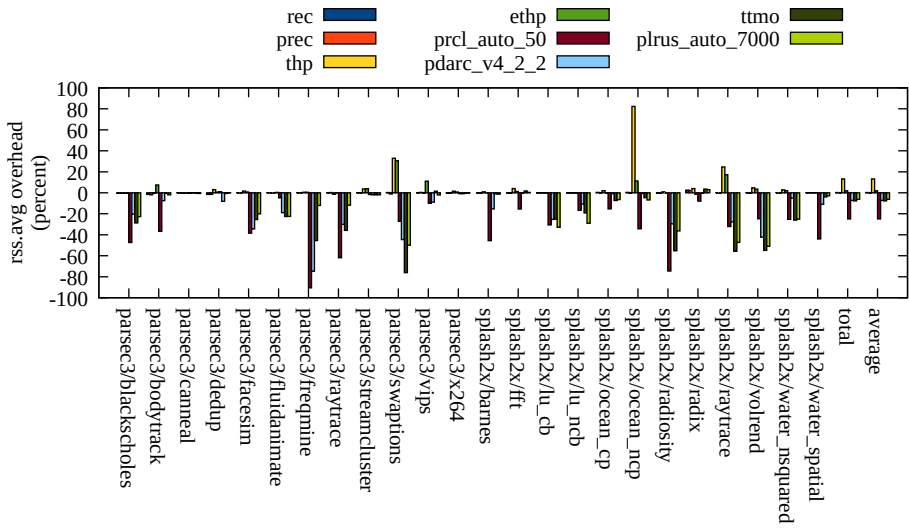 rec
prec
thp
ethp
prcl_auto_50
pdarc_v4_2_2
ttmo
plrus_auto_7000
rss.avg overhead
(percent)
100
80
60
40
20
0
-20
-40
-60
-80
-100
parsec3/blackscholes
parsec3/bodytrack
parsec3/canneal
parsec3/dedup
parsec3/facesim
parsec3/fluidanimate
parsec3/freqmine
parsec3/raytrace
parsec3/streamcluster
parsec3/swaptions
parsec3/vips
parsec3/x264
splash2x/barnes
splash2x/fft
splash2x/lu_cb
splash2x/lu_ncb
splash2x/ocean_cp
splash2x/ocean_ncp
splash2x/radiosity
splash2x/radix
splash2x/raytrace
splash2x/volrend
splash2x/water_nsquared
splash2x/water_spatial
total
average